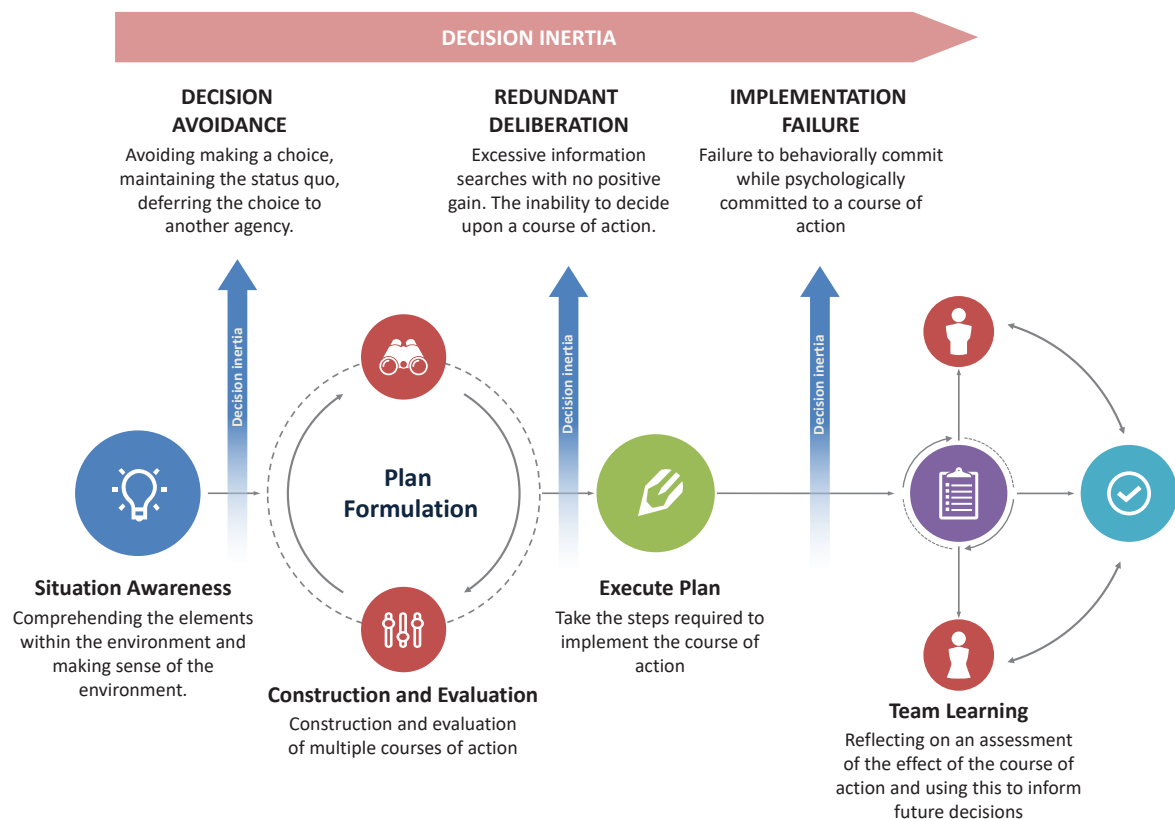 DECISION INERTIA
DECISION
AVOIDANCE
Avoiding making a choice,
maintaining the status quo,
deferring the choice to
another agency.
REDUNDANT
DELIBERATION
Excessive information
searches with no positive
gain. The inability to decide
upon a course of action.
IMPLEMENTATION
FAILURE
Failure to behaviorally commit
while psychologically
committed to a course of
action
Decision inertia
Decision inertia
Decision inertia
Plan
Formulation
Situation Awareness
Comprehending the elements
within the environment and
making sense of the
environment.
Construction and Evaluation
Construction and evaluation
of multiple courses of action
Execute Plan
Take the steps required to
implement the course of
action
Team Learning
Reflecting on an assessment
of the effect of the course of
action and using this to inform
future decisions